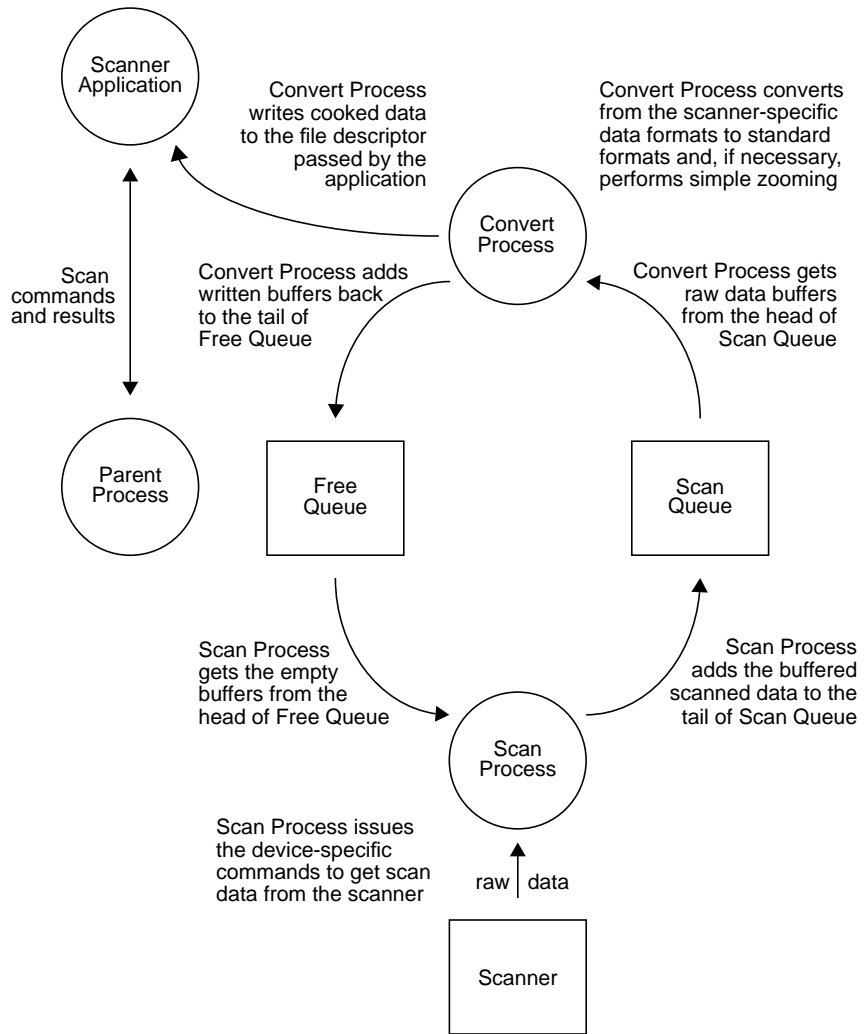 Scanner
Application
Convert Process
writes cooked data
to the file descriptor
passed by the
application
Convert Process converts
from the scanner-specific
data formats to standard
formats and, if necessary,
performs simple zooming
Convert
Process
Scan
commands
and results
Convert Process adds
written buffers back
to the tail of
Free Queue
Convert Process gets
raw data buffers
from the head of
Scan Queue
Parent
Process
Free
Queue
Scan
Queue
Scan Process
gets the empty
buffers from the
head of Free Queue
Scan Process
adds the buffered
scanned data to the
tail of Scan Queue
Scan
Process
Scan Process issues
the device-specific
commands to get scan
data from the scanner
raw data
Scanner